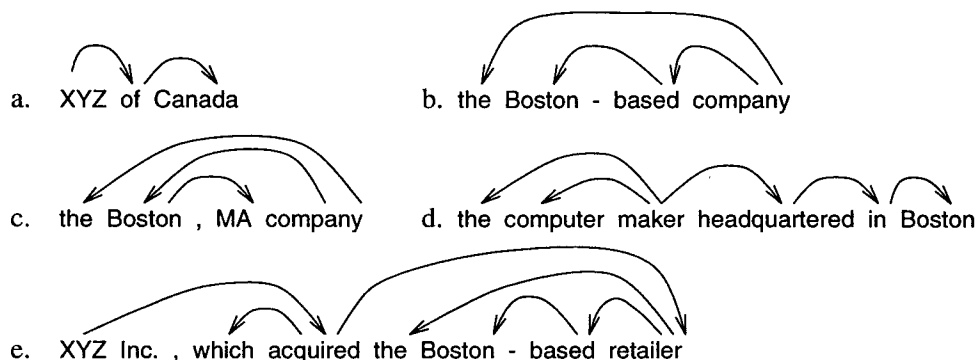 a. XYZ of Canada
b. the Boston - based company
c. the Boston , MA company
d. the computer maker headquartered in Boston
e. XYZ Inc. , which acquired the Boston - based retailer